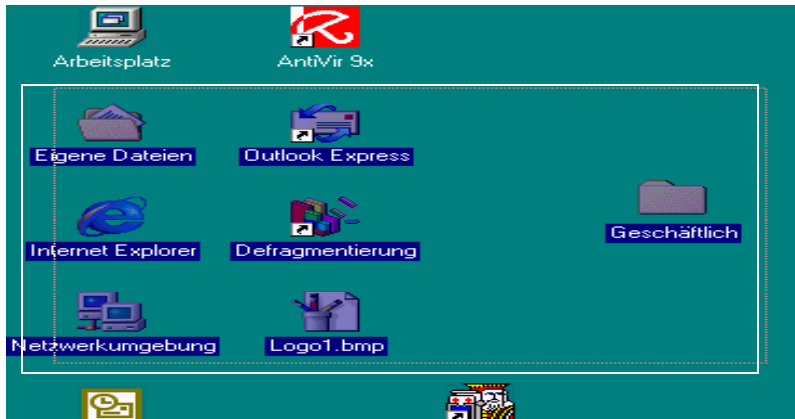 Arbeitsplatz
AntiVir 9x
Eigene Dateien
Outlook Express
Internet Explorer
Defragmentierung
Geschäftlich
Netzwerkumgebung
Logo1.bmp